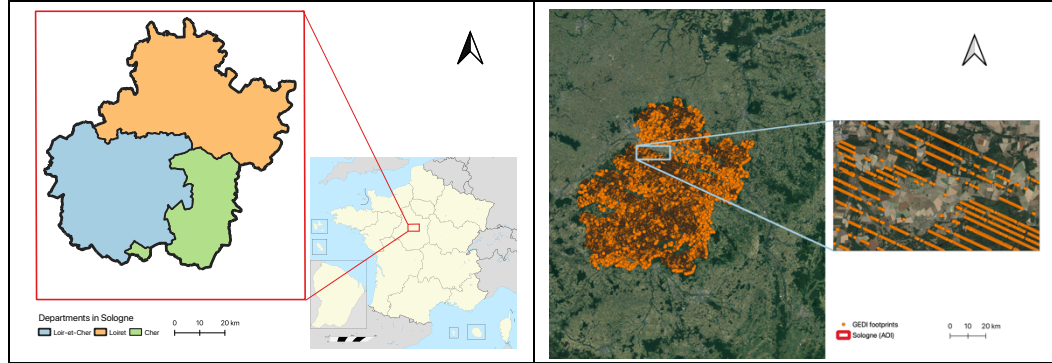 Departments in Sologne
Loir-et-Cher Loiret Cher
0 10 20 km
GEDI footprints
Sologne (AOI)
0 10 20 km